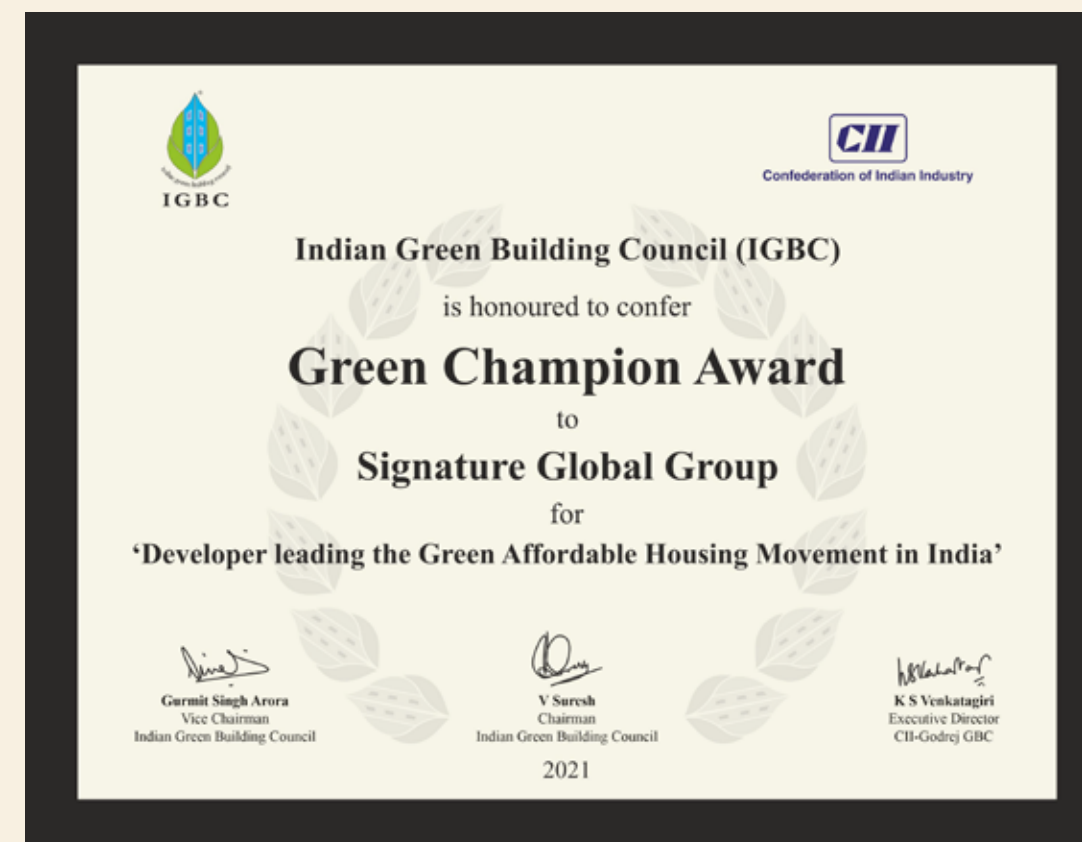 IGBC
CII
Confederation of Indian Industry
Indian Green Building Council (IGBC)
is honoured to confer
Green Champion Award
to
Signature Global Group
for
‘Developer leading the Green Affordable Housing Movement in India’
Gurmit Singh Arora
Vice Chairman
Indian Green Building Council
V Suresh
Chairman
Indian Green Building Council
K S Venkatagiri
Executive Director
CII-Godrej GBC
2021